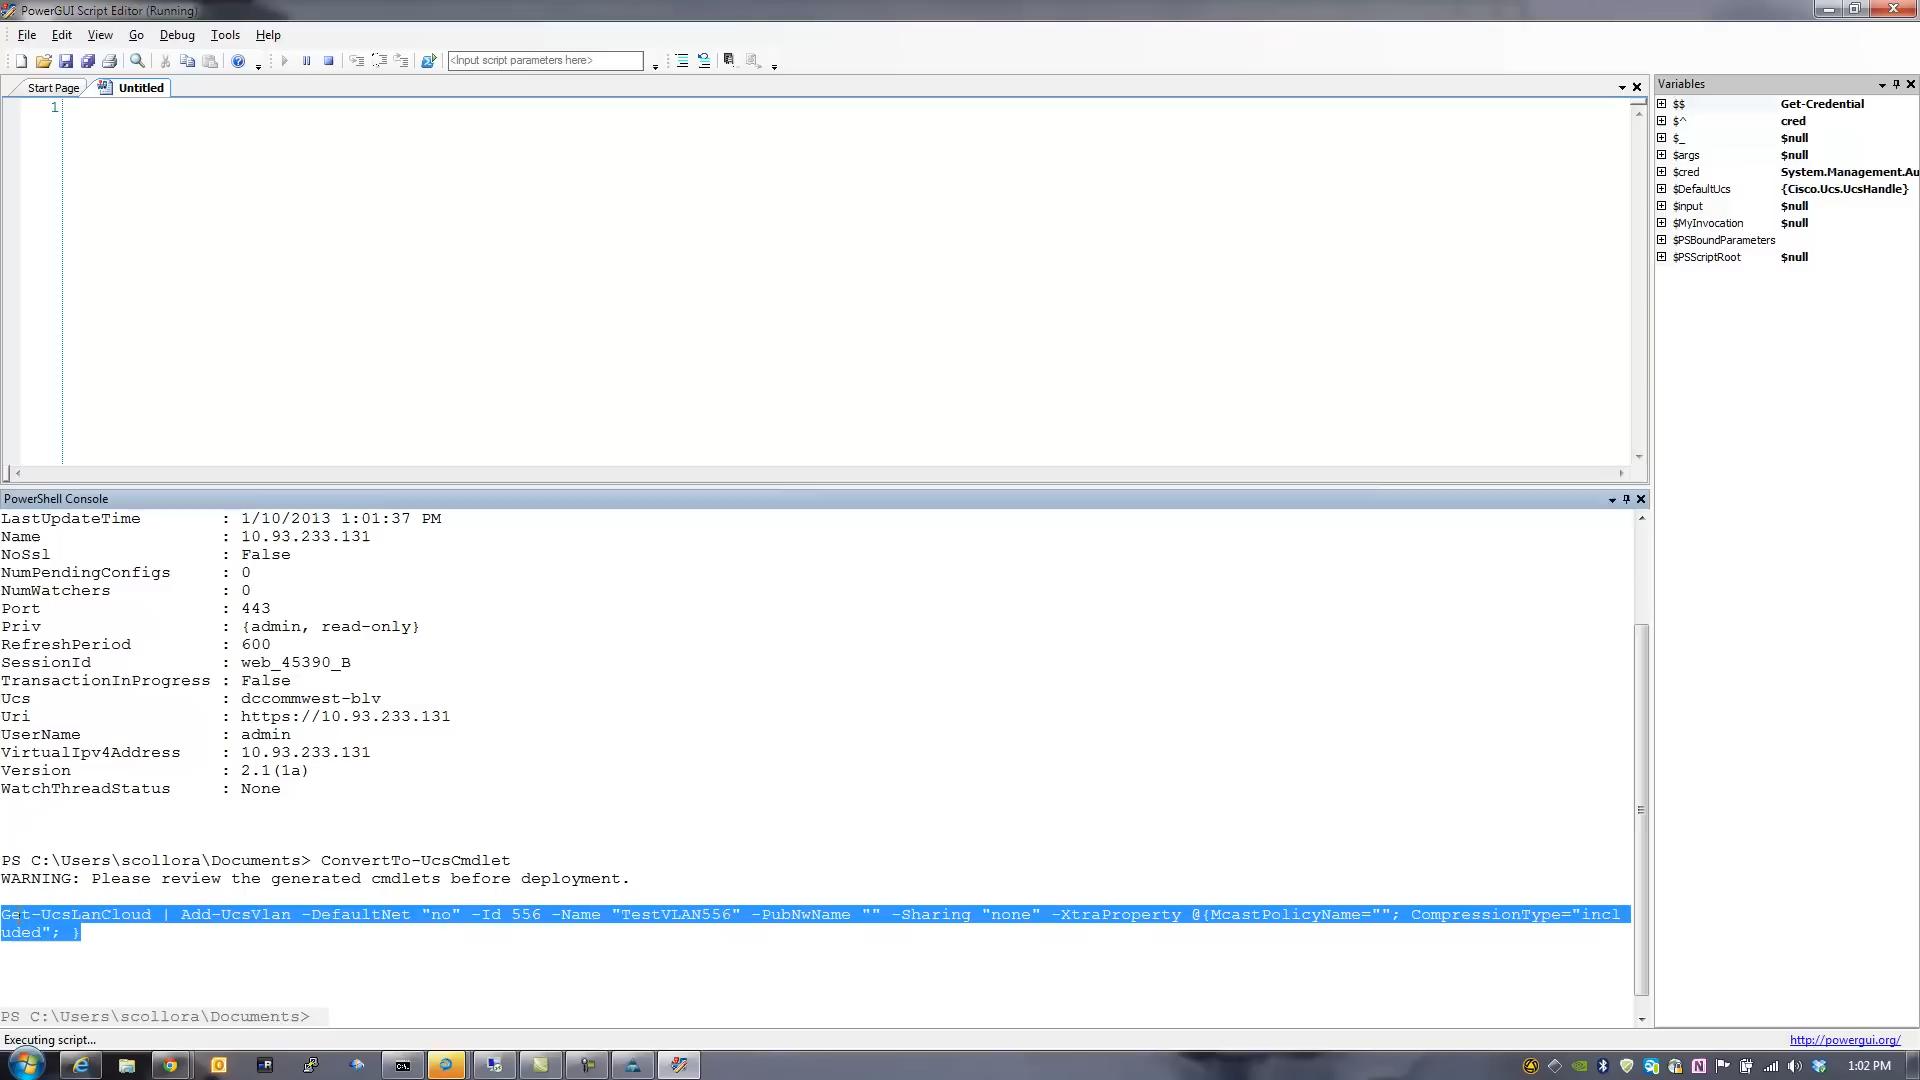 PowerGUI Script Editor (Running)
File Edit View Go Debug Tools Help
<Input script parameters here>
Start Page Untitled
1
Variables
$$ Get-Credential
$^ cred
$_ $null
$args $null
$cred System.Management.Au
$DefaultUcs {Cisco.Ucs.UcsHandle}
$input $null
$MyInvocation $null
$PSBoundParameters
$PSScriptRoot $null
PowerShell Console
LastUpdateTime : 1/10/2013 1:01:37 PM
Name : 10.93.233.131
NoSsl : False
NumPendingConfigs : 0
NumWatchers : 0
Port : 443
Priv : {admin, read-only}
RefreshPeriod : 600
SessionId : web_45390_B
TransactionInProgress : False
Ucs : dccommwest-blv
Uri : https://10.93.233.131
UserName : admin
VirtualIpv4Address : 10.93.233.131
Version : 2.1(1a)
WatchThreadStatus : None
PS C:\Users\scollora\Documents> ConvertTo-UcsCmdlet
WARNING: Please review the generated cmdlets before deployment.
Get-UcsLanCloud | Add-UcsVlan -DefaultNet "no" -Id 556 -Name "TestVLAN556" -PubNwName "" -Sharing "none" -XtraProperty @{McastPolicyName=""; CompressionType="incl
uded"; }
PS C:\Users\scollora\Documents>
Executing script...
http://powergui.org/
1:02 PM